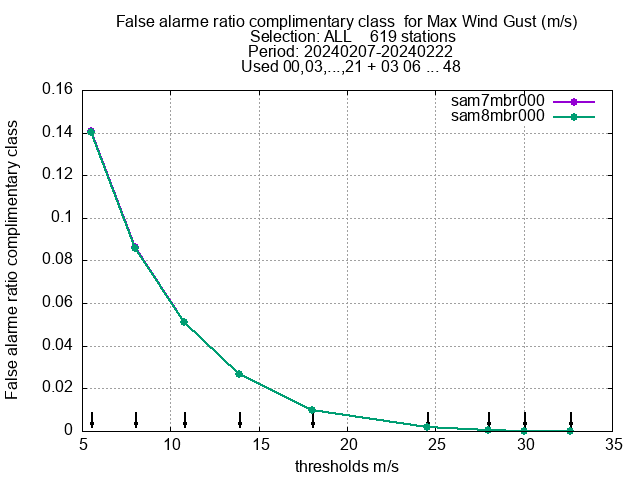 False alarme ratio complimentary class  for Max Wind Gust (m/s)
Selection: ALL    619 stations
Period: 20240207-20240222
Used 00,03,...,21 + 03 06 ... 48
sam7mbr000
sam8mbr000
0.16
0.14
0.12
0.1
0.08
0.06
0.04
0.02
0
False alarme ratio complimentary class
5 10 15 20 25 30 35
thresholds m/s